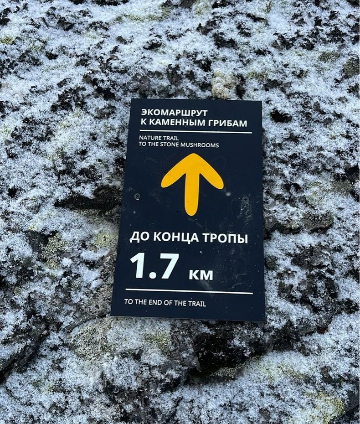 ЭКОМАРШРУТ
К КАМЕННЫМ ГРИБАМ
NATURE TRAIL
TO THE STONE MUSHROOMS
ДО КОНЦА ТРОПЫ
1.7 км
TO THE END OF THE TRAIL